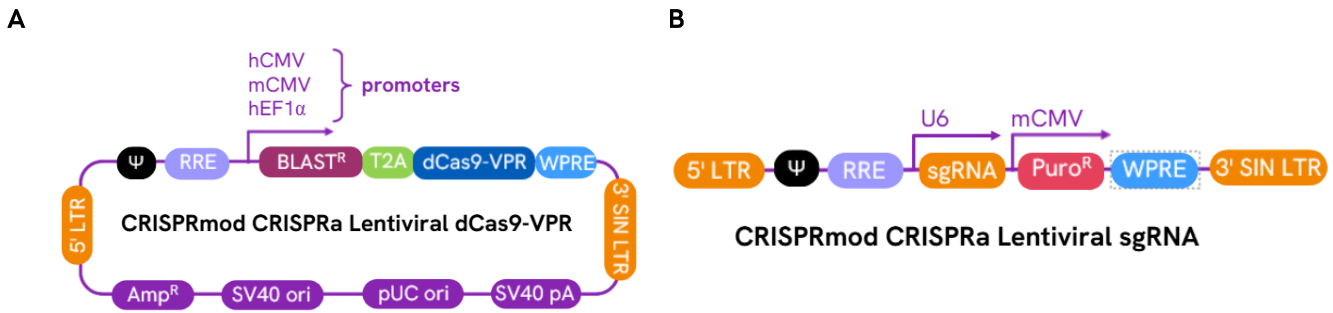 A
hCMV
mCMV
hEF1α
promoters
Ψ
RRE
BLASTᴿ
T2A
dCas9-VPR
WPRE
5' LTR
3' SIN LTR
CRISPRmod CRISPRa Lentiviral dCas9-VPR
Ampᴿ
SV40 ori
pUC ori
SV40 pA
B
U6
mCMV
5' LTR
Ψ
RRE
sgRNA
Puroᴿ
WPRE
3' SIN LTR
CRISPRmod CRISPRa Lentiviral sgRNA